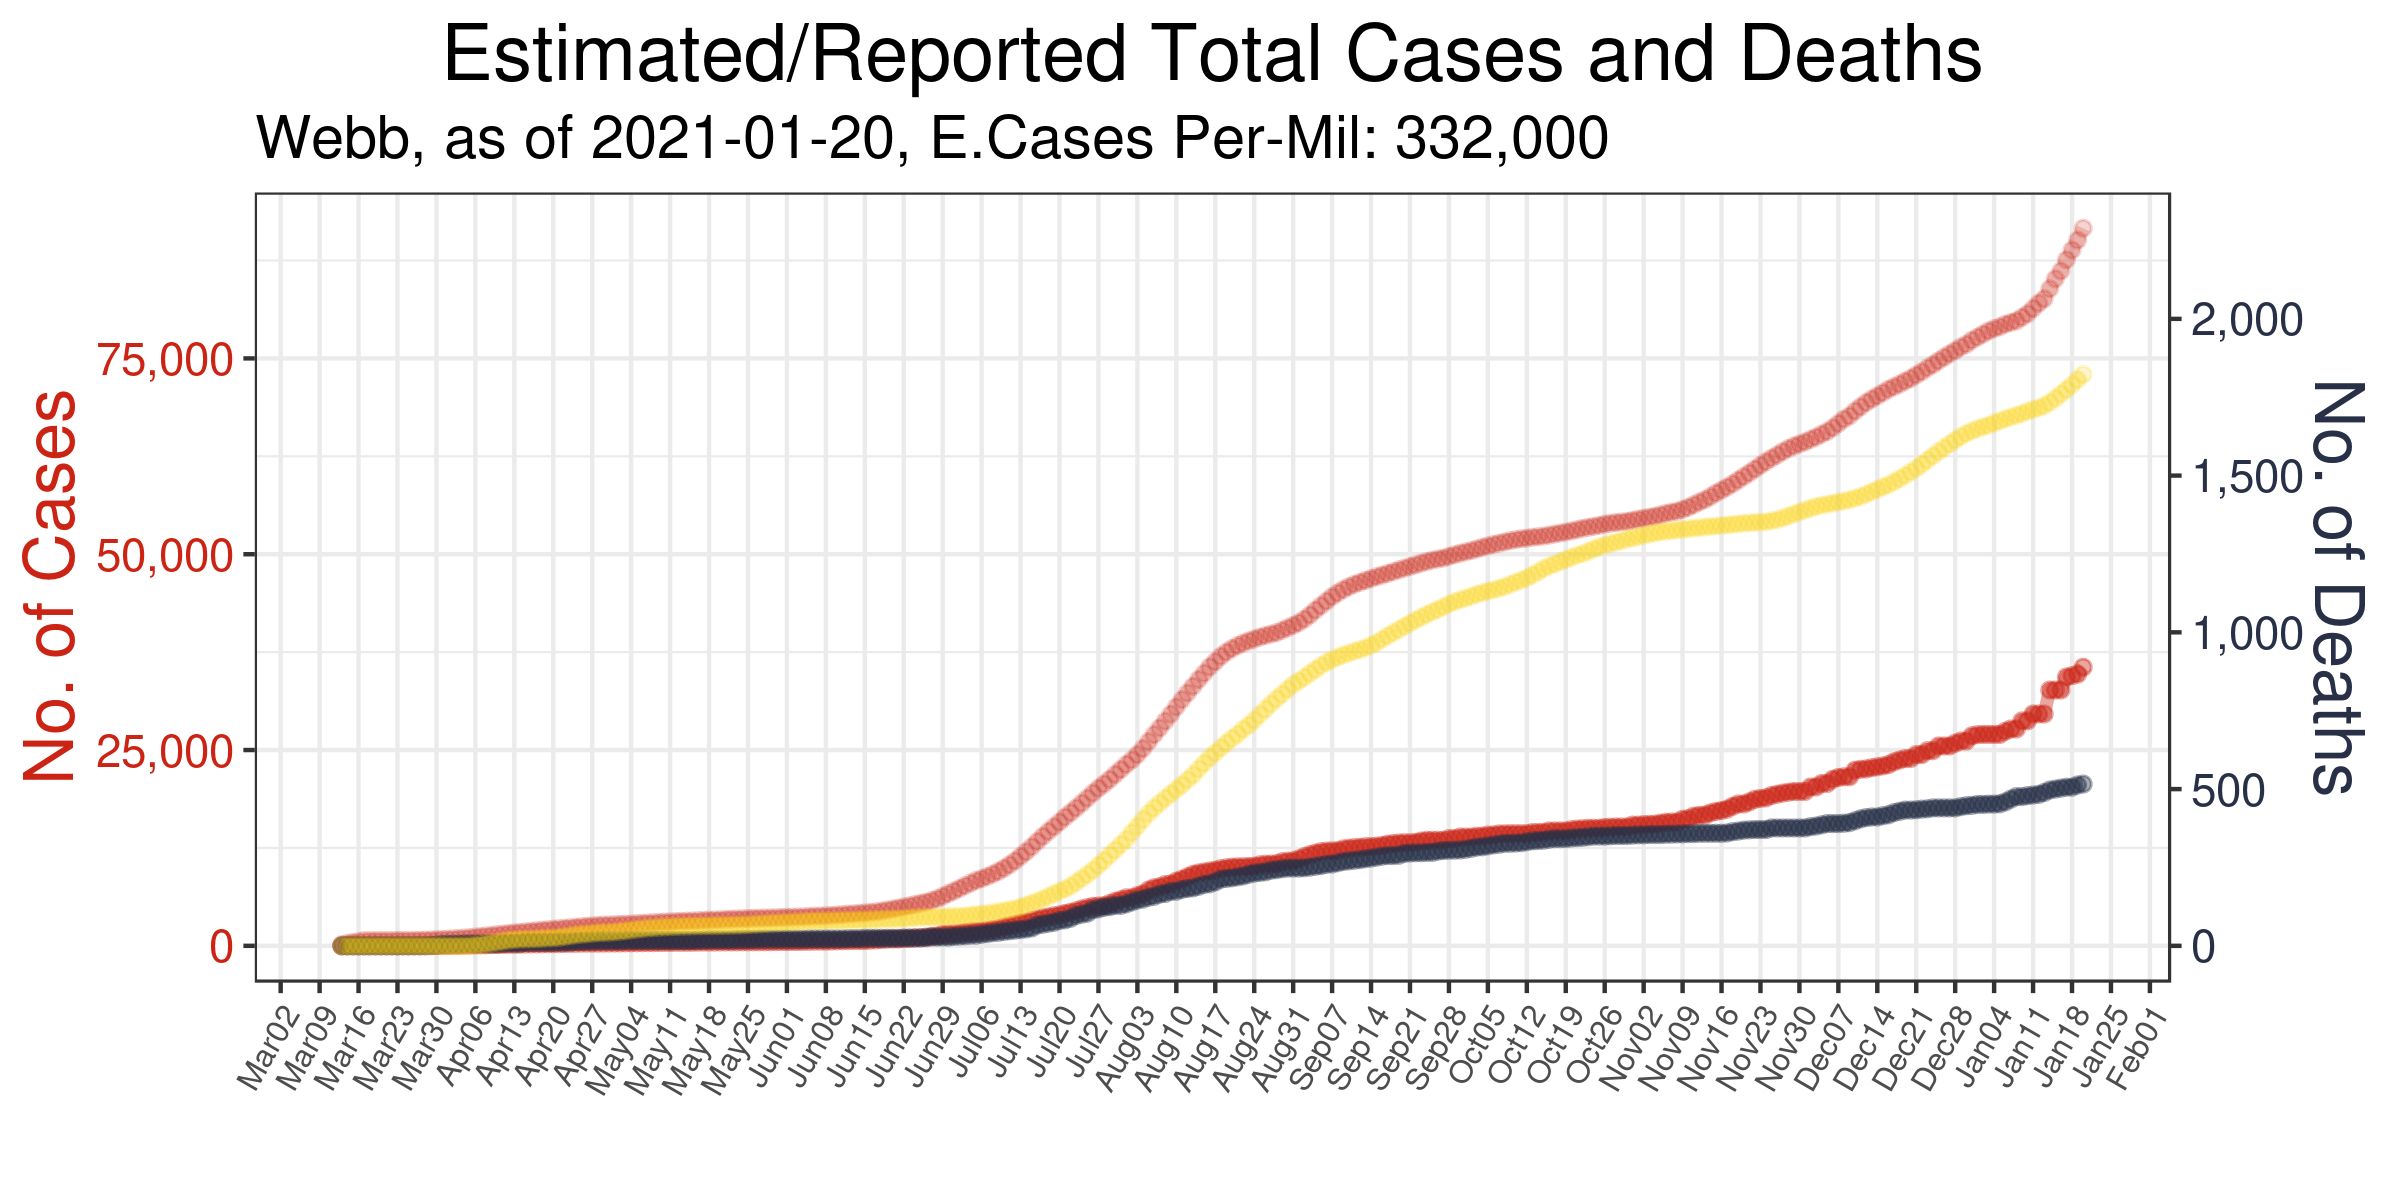 Estimated/Reported Total Cases and Deaths
Webb, as of 2021-01-20, E.Cases Per-Mil: 332,000
No. of Cases
75,000
50,000
25,000
0
2,000
1,500
1,000
500
0
No. of Deaths
Mar02 Mar09 Mar16 Mar23 Mar30 Apr06 Apr13 Apr20 Apr27 May04 May11 May18 May25 Jun01 Jun08 Jun15 Jun22 Jun29 Jul06 Jul13 Jul20 Jul27 Aug03 Aug10 Aug17 Aug24 Aug31 Sep07 Sep14 Sep21 Sep28 Oct05 Oct12 Oct19 Oct26 Nov02 Nov09 Nov16 Nov23 Nov30 Dec07 Dec14 Dec21 Dec28 Jan04 Jan11 Jan18 Jan25 Feb01